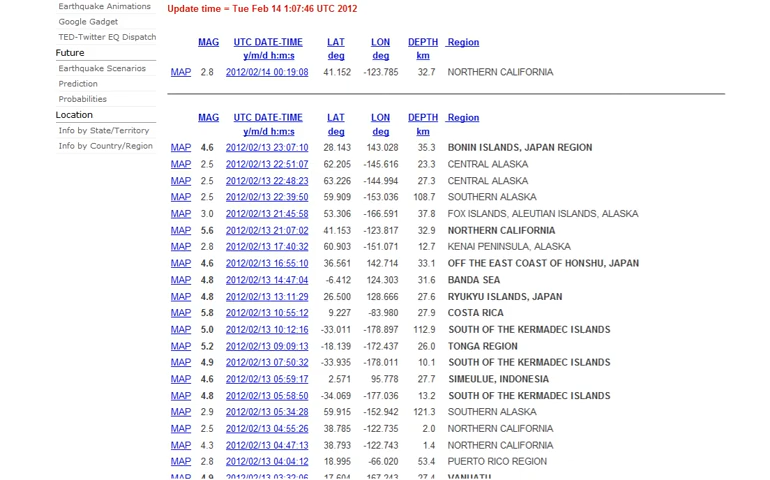 Earthquake Animations
Google Gadget
TED-Twitter EQ Dispatch
Future
Earthquake Scenarios
Prediction
Probabilities
Location
Info by State/Territory
Info by Country/Region
Update time = Tue Feb 14 1:07:46 UTC 2012
MAG UTC DATE-TIME LAT LON DEPTH Region
y/m/d h:m:s deg deg km
MAP 2.8 2012/02/14 00:19:08 41.152 -123.785 32.7 NORTHERN CALIFORNIA
MAG UTC DATE-TIME LAT LON DEPTH Region
y/m/d h:m:s deg deg km
MAP 4.6 2012/02/13 23:07:10 28.143 143.028 35.3 BONIN ISLANDS, JAPAN REGION
MAP 2.5 2012/02/13 22:51:07 62.205 -145.616 23.3 CENTRAL ALASKA
MAP 2.5 2012/02/13 22:48:23 63.226 -144.994 27.3 CENTRAL ALASKA
MAP 2.5 2012/02/13 22:39:50 59.909 -153.036 108.7 SOUTHERN ALASKA
MAP 3.0 2012/02/13 21:45:58 53.306 -166.591 37.8 FOX ISLANDS, ALEUTIAN ISLANDS, ALASKA
MAP 5.6 2012/02/13 21:07:02 41.153 -123.817 32.9 NORTHERN CALIFORNIA
MAP 2.8 2012/02/13 17:40:32 60.903 -151.071 12.7 KENAI PENINSULA, ALASKA
MAP 4.6 2012/02/13 16:55:10 36.561 142.714 33.1 OFF THE EAST COAST OF HONSHU, JAPAN
MAP 4.8 2012/02/13 14:47:04 -6.412 124.303 31.6 BANDA SEA
MAP 4.8 2012/02/13 13:11:29 26.500 128.666 27.6 RYUKYU ISLANDS, JAPAN
MAP 5.8 2012/02/13 10:55:12 9.227 -83.980 27.9 COSTA RICA
MAP 5.0 2012/02/13 10:12:16 -33.011 -178.897 112.9 SOUTH OF THE KERMADEC ISLANDS
MAP 5.2 2012/02/13 09:09:13 -18.139 -172.437 26.0 TONGA REGION
MAP 4.9 2012/02/13 07:50:32 -33.935 -178.011 10.1 SOUTH OF THE KERMADEC ISLANDS
MAP 4.6 2012/02/13 05:59:17 2.571 95.778 27.7 SIMEULUE, INDONESIA
MAP 4.8 2012/02/13 05:58:50 -34.069 -177.036 13.2 SOUTH OF THE KERMADEC ISLANDS
MAP 2.9 2012/02/13 05:34:28 59.915 -152.942 121.3 SOUTHERN ALASKA
MAP 2.5 2012/02/13 04:55:26 38.785 -122.735 2.0 NORTHERN CALIFORNIA
MAP 4.3 2012/02/13 04:47:13 38.793 -122.743 1.4 NORTHERN CALIFORNIA
MAP 2.8 2012/02/13 04:04:12 18.995 -66.020 53.4 PUERTO RICO REGION
MAP 4.9 2012/02/13 03:32:06 17.604 167.243 27.4 VANUATU